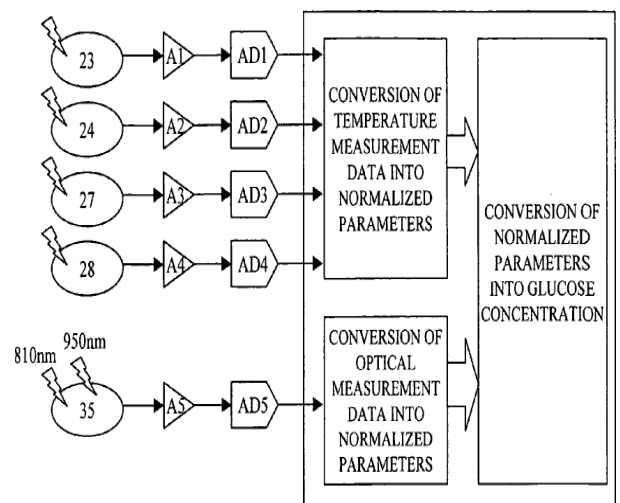 23
A1
AD1
24
A2
AD2
27
A3
AD3
28
A4
AD4
CONVERSION OF
TEMPERATURE
MEASUREMENT
DATA INTO
NORMALIZED
PARAMETERS
810nm
950nm
35
A5
AD5
CONVERSION OF
OPTICAL
MEASUREMENT
DATA INTO
NORMALIZED
PARAMETERS
CONVERSION OF
NORMALIZED
PARAMETERS
INTO GLUCOSE
CONCENTRATION